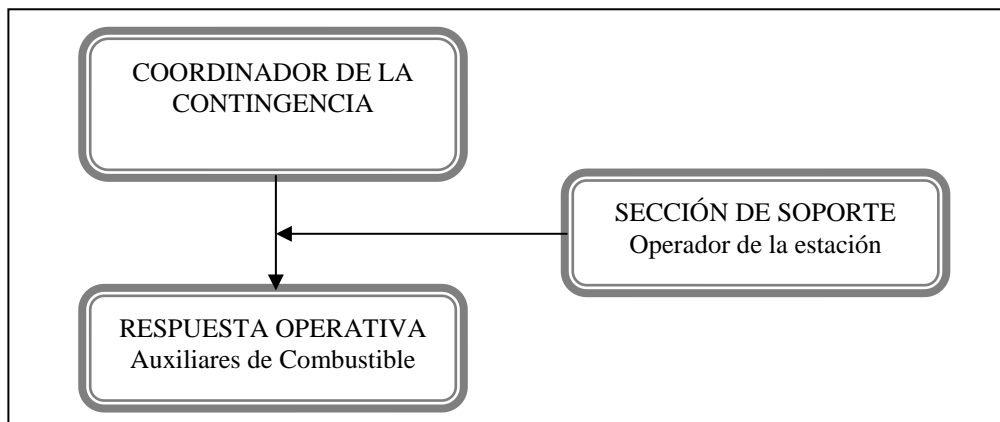 COORDINADOR DE LA
CONTINGENCIA
SECCIÓN DE SOPORTE
Operador de la estación
RESPUESTA OPERATIVA
Auxiliares de Combustible